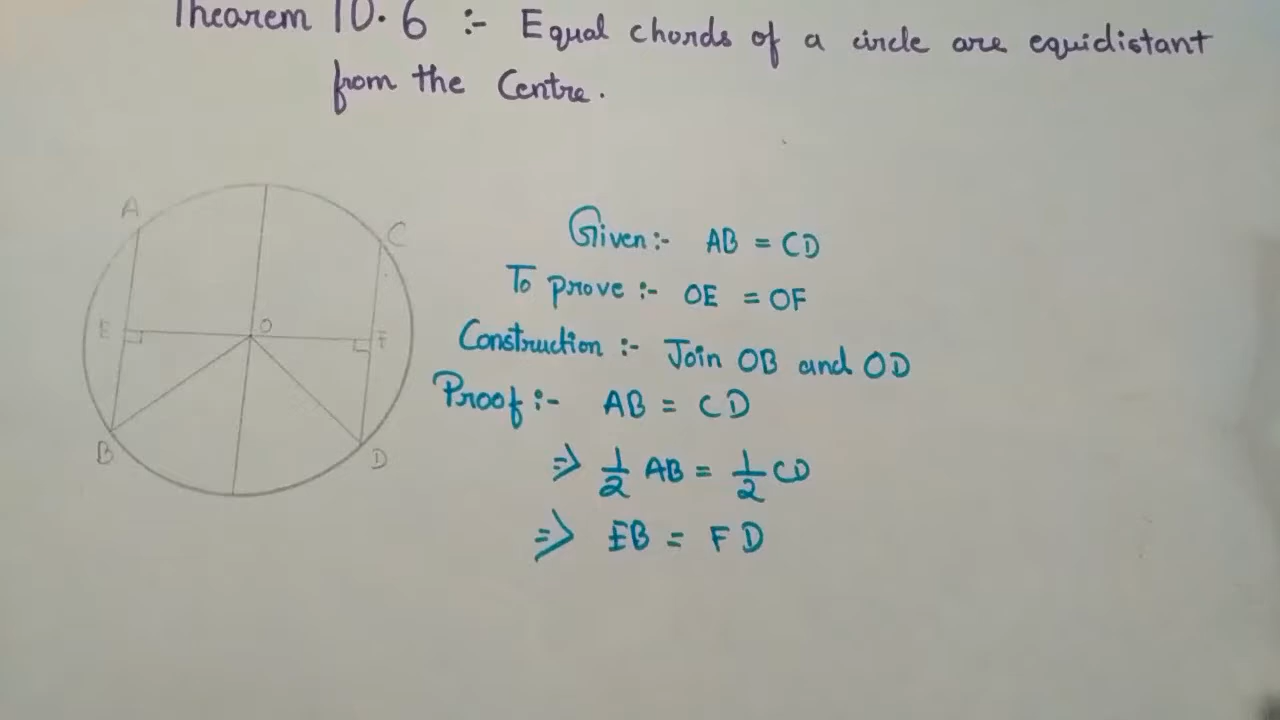 Thearem 10.6 :- Equal chords of a circle are equidistant
from the Centre.
A
C
Given:- AB = CD
To prove :- OE = OF
E
O
F
Construction :- Join OB and OD
Proof :- AB = CD
B
D
⇒ 1/2 AB = 1/2 CD
⇒ EB = FD